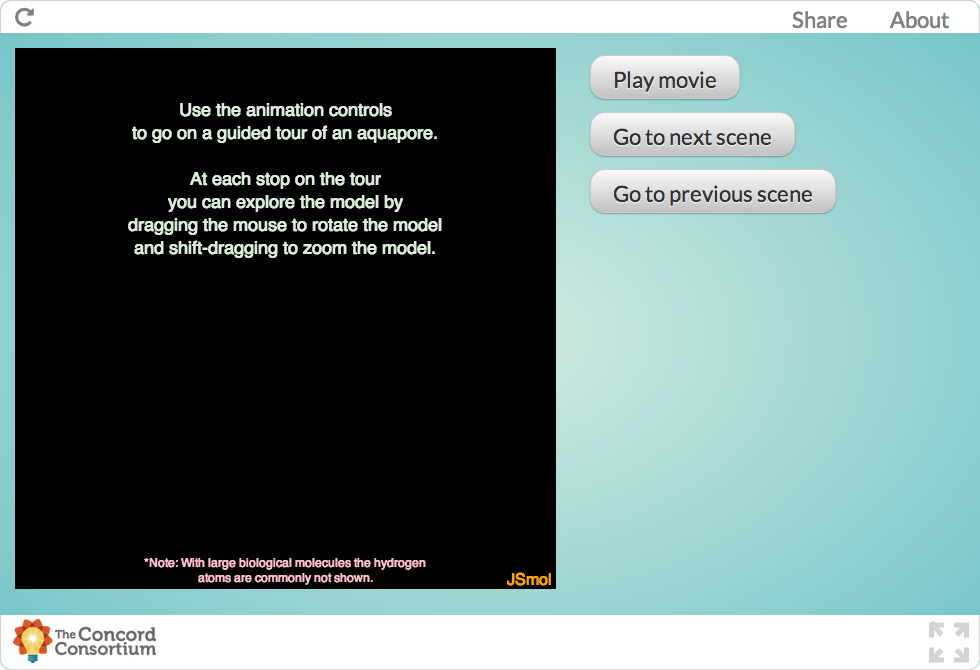 Share
About
Use the animation controls
to go on a guided tour of an aquapore.
At each stop on the tour
you can explore the model by
dragging the mouse to rotate the model
and shift-dragging to zoom the model.
*Note: With large biological molecules the hydrogen
atoms are commonly not shown.
JSmol
Play movie
Go to next scene
Go to previous scene
The Concord
Consortium